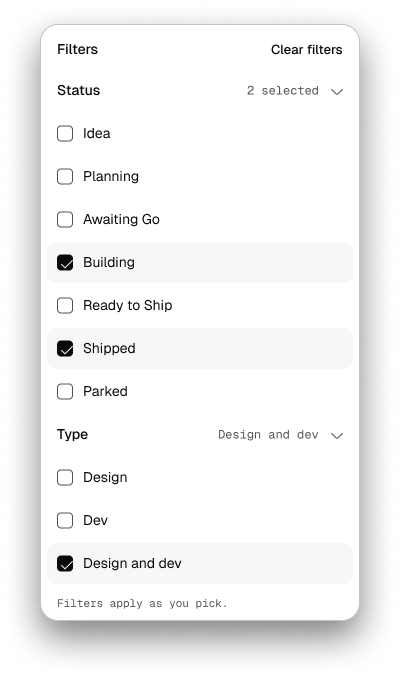 Filters Clear filters
Status 2 selected
Idea
Planning
Awaiting Go
Building
Ready to Ship
Shipped
Parked
Type Design and dev
Design
Dev
Design and dev
Filters apply as you pick.